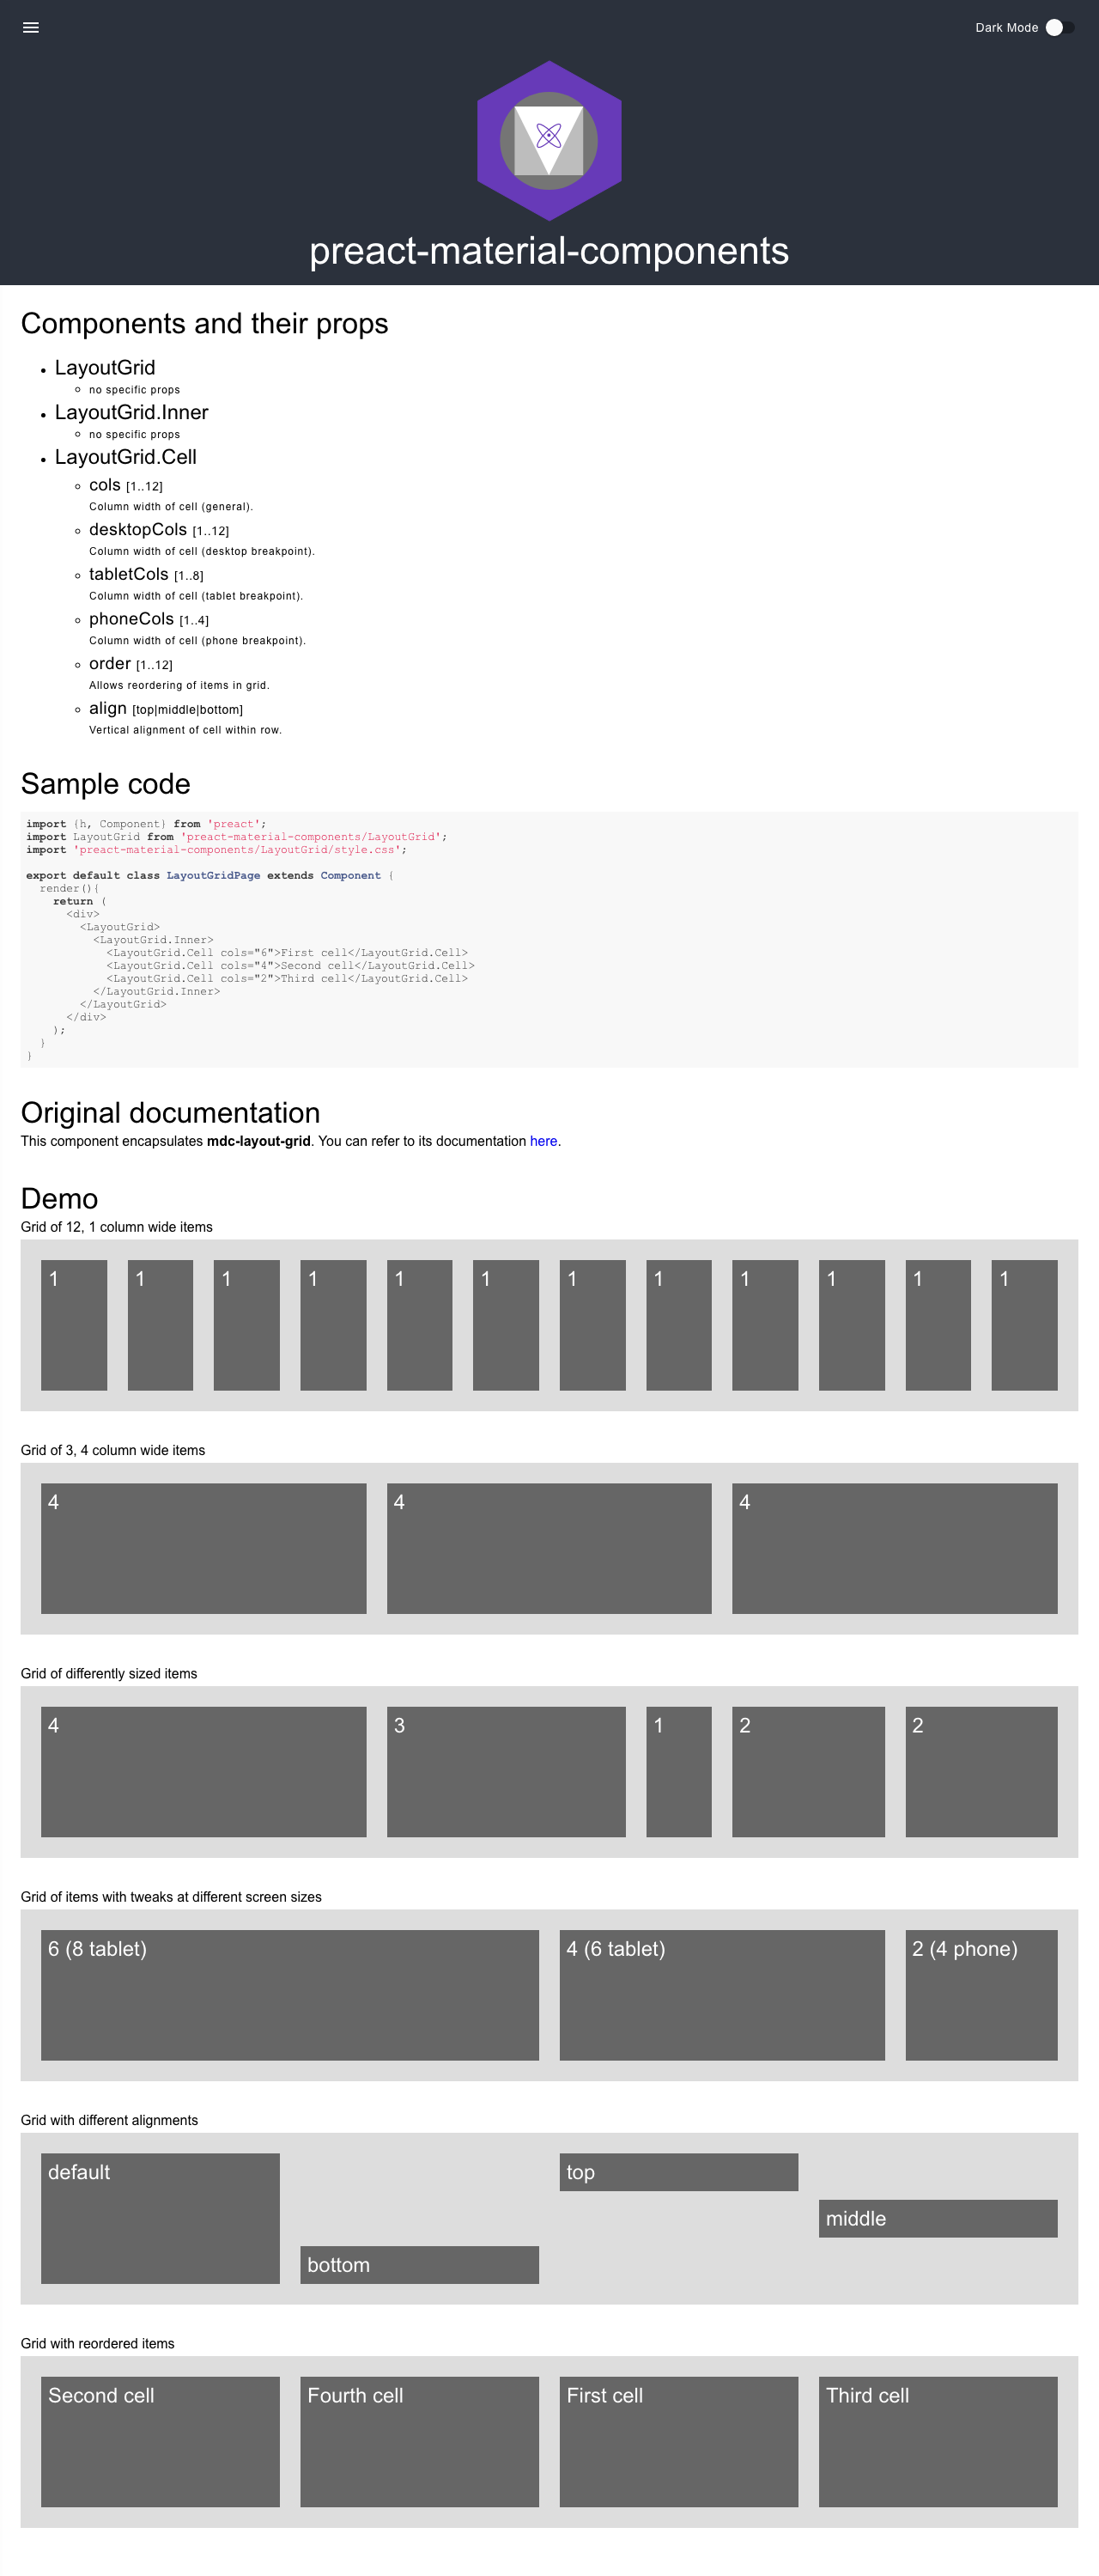 Dark Mode
preact-material-components
Components and their props
LayoutGrid
no specific props
LayoutGrid.Inner
no specific props
LayoutGrid.Cell
cols [1..12]
Column width of cell (general).
desktopCols [1..12]
Column width of cell (desktop breakpoint).
tabletCols [1..8]
Column width of cell (tablet breakpoint).
phoneCols [1..4]
Column width of cell (phone breakpoint).
order [1..12]
Allows reordering of items in grid.
align [top|middle|bottom]
Vertical alignment of cell within row.
Sample code
import {h, Component} from 'preact';
import LayoutGrid from 'preact-material-components/LayoutGrid';
import 'preact-material-components/LayoutGrid/style.css';
export default class LayoutGridPage extends Component {
render(){
return (
<div>
<LayoutGrid>
<LayoutGrid.Inner>
<LayoutGrid.Cell cols="6">First cell</LayoutGrid.Cell>
<LayoutGrid.Cell cols="4">Second cell</LayoutGrid.Cell>
<LayoutGrid.Cell cols="2">Third cell</LayoutGrid.Cell>
</LayoutGrid.Inner>
</LayoutGrid>
</div>
);
}
}
Original documentation
This component encapsulates mdc-layout-grid. You can refer to its documentation here.
Demo
Grid of 12, 1 column wide items
1 1 1 1 1 1 1 1 1 1 1 1
Grid of 3, 4 column wide items
4 4 4
Grid of differently sized items
4 3 1 2 2
Grid of items with tweaks at different screen sizes
6 (8 tablet) 4 (6 tablet) 2 (4 phone)
Grid with different alignments
default
bottom
top
middle
Grid with reordered items
Second cell Fourth cell First cell Third cell